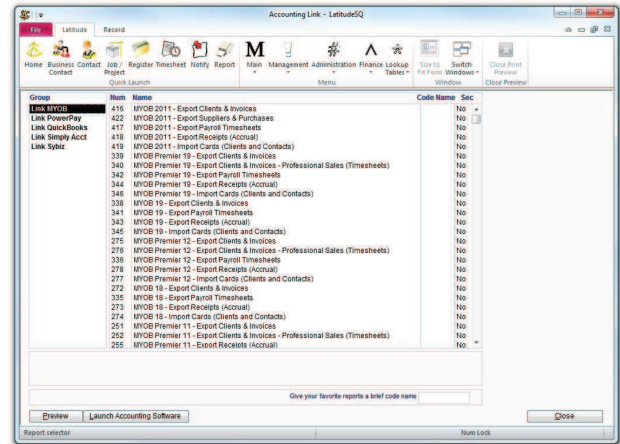 Accounting Link - LatitudeSQ
File Latitude Record
Home Business Contact Contact Job / Project Register Timesheet Notify Report Main Management Administration Finance Lookup Tables Size to Fit Form Switch Windows Close Print Preview
Quick Launch Menu Window Close Preview
Group Num Name Code Name Sec
Link MYOB 416 MYOB 2011 - Export Clients & Invoices No
Link PowerPay 422 MYOB 2011 - Export Suppliers & Purchases No
Link QuickBooks 417 MYOB 2011 - Export Payroll Timesheets No
Link Simply Acct 418 MYOB 2011 - Export Receipts (Accrual) No
Link Sybiz 419 MYOB 2011 - Import Cards (Clients and Contacts) No
339 MYOB Premier 19 - Export Clients & Invoices No
340 MYOB Premier 19 - Export Clients & Invoices - Professional Sales (Timesheets) No
342 MYOB Premier 19 - Export Payroll Timesheets No
344 MYOB Premier 19 - Export Receipts (Accrual) No
346 MYOB Premier 19 - Import Cards (Clients and Contacts) No
338 MYOB 19 - Export Clients & Invoices No
341 MYOB 19 - Export Payroll Timesheets No
343 MYOB 19 - Export Receipts (Accrual) No
345 MYOB 19 - Import Cards (Clients and Contacts) No
275 MYOB Premier 12 - Export Clients & Invoices No
276 MYOB Premier 12 - Export Clients & Invoices - Professional Sales (Timesheets) No
336 MYOB Premier 12 - Export Payroll Timesheets No
278 MYOB Premier 12 - Export Receipts (Accrual) No
277 MYOB Premier 12 - Import Cards (Clients and Contacts) No
272 MYOB 18 - Export Clients & Invoices No
335 MYOB 18 - Export Payroll Timesheets No
273 MYOB 18 - Export Receipts (Accrual) No
274 MYOB 18 - Import Cards (Clients and Contacts) No
251 MYOB Premier 11 - Export Clients & Invoices No
252 MYOB Premier 11 - Export Clients & Invoices - Professional Sales (Timesheets) No
255 MYOB Premier 11 - Export Receipts (Accrual) No
Give your favorite reports a brief code name
Preview Launch Accounting Software Close
Report selector Num Lock